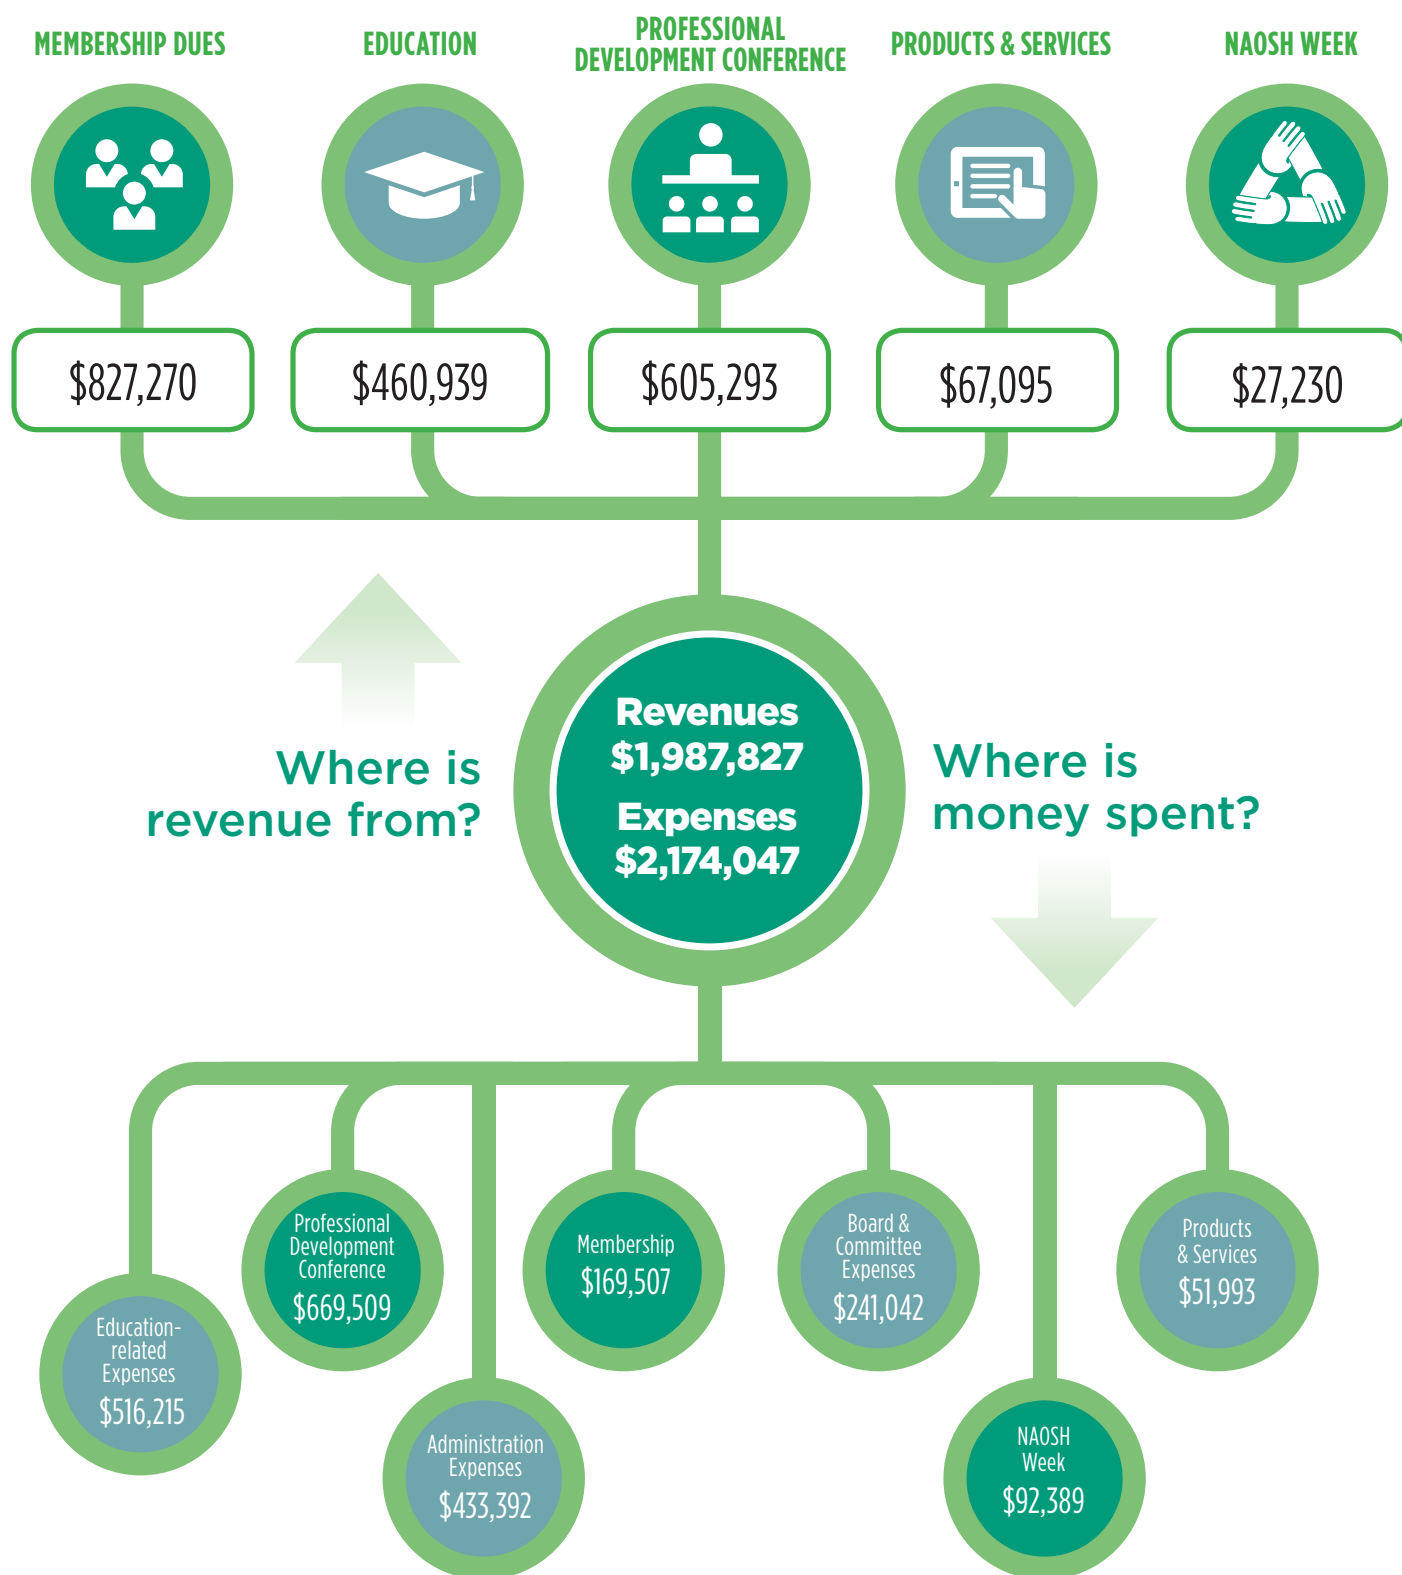 MEMBERSHIP DUES
EDUCATION
PROFESSIONAL
DEVELOPMENT CONFERENCE
PRODUCTS & SERVICES
NAOSH WEEK
$827,270
$460,939
$605,293
$67,095
$27,230
Where is
revenue from?
Revenues
$1,987,827
Expenses
$2,174,047
Where is
money spent?
Education-
related
Expenses
$516,215
Professional
Development
Conference
$669,509
Administration
Expenses
$433,392
Membership
$169,507
Board &
Committee
Expenses
$241,042
NAOSH
Week
$92,389
Products
& Services
$51,993